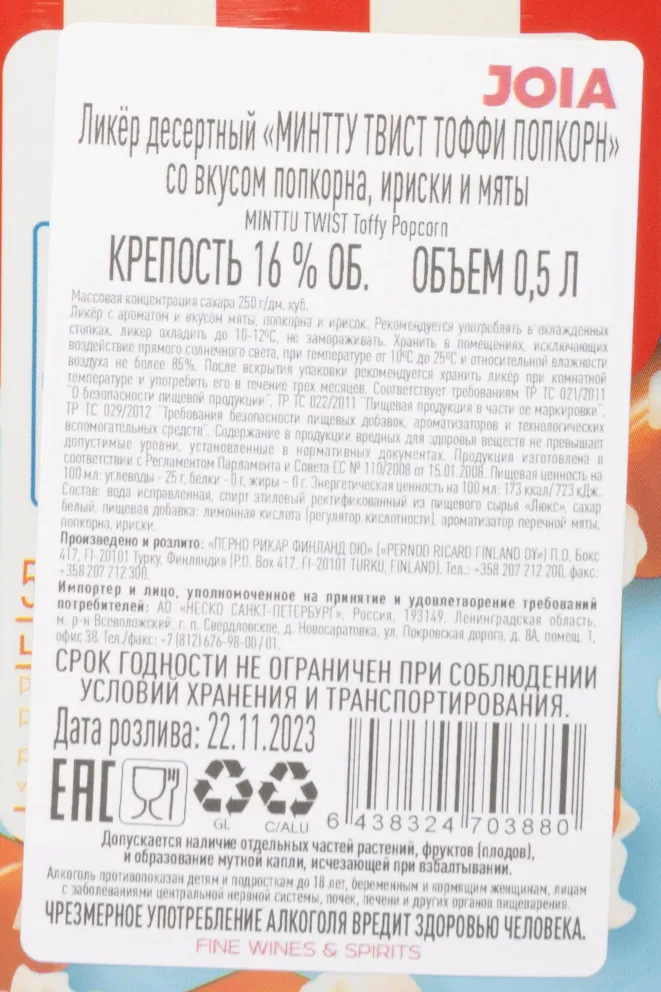 JOIA
Ликёр десертный «МИНТТУ ТВИСТ ТОФФИ ПОПКОРН»
со вкусом попкорна, ириски и мяты
MINTTU TWIST Toffy Popcorn
КРЕПОСТЬ 16 % ОБ. ОБЪЕМ 0,5 Л
Массовая концентрация сахара 250 г/дм. куб.
Ликёр с ароматом и вкусом мяты, попкорна и ирисок. Рекомендуется употреблять в охлажденных
стопках, ликер охладить до 10-12°С, не замораживать. Хранить в помещениях, исключающих
воздействие прямого солнечного света, при температуре от 10°С до 25°С и относительной влажности
воздуха не более 85%. После вскрытия упаковки рекомендуется хранить ликёр при комнатной
температуре и употребить его в течение трех месяцев. Соответствует требованиям ТР ТС 021/2011
"О безопасности пищевой продукции", ТР ТС 022/2011 "Пищевая продукция в части ее маркировки",
ТР ТС 029/2012 "Требования безопасности пищевых добавок, ароматизаторов и технологических
вспомогательных средств". Содержание в продукции вредных для здоровья веществ не превышает
допустимые уровни, установленные в нормативных документах. Продукция изготовлена в
соответствии с Регламентом Парламента и Совета ЕС № 110/2008 от 15.01.2008. Пищевая ценность на
100 мл: углеводы - 25 г, белки - 0 г, жиры - 0 г. Энергетическая ценность на 100 мл: 173 ккал/723 кДж.
Состав: вода исправленная, спирт этиловый ректификованный из пищевого сырья «Люкс», сахар
белый, пищевая добавка: лимонная кислота (регулятор кислотности), ароматизатор перечной мяты,
попкорна, ириски.
Произведено и розлито: «ПЕРНО РИКАР ФИНЛАНД ОЮ» («PERNOD RICARD FINLAND OY») П.О. Бокс
417, FI-20101 Турку, Финляндия (P.O. Box 417, FI-20101 TURKU, FINLAND). Тел.: +358 207 212 200, факс:
+358 207 212 300.
Импортер и лицо, уполномоченное на принятие и удовлетворение требований
потребителей: АО «НЕСКО САНКТ-ПЕТЕРБУРГ», Россия, 193149, Ленинградская область,
м. р-н Всеволожский, г. п. Свердловское, д. Новосаратовка, ул. Покровская дорога, д. 8А, помещ. 1,
офис 38. Тел./факс: +7 (812) 676-98-00/01.
СРОК ГОДНОСТИ НЕ ОГРАНИЧЕН ПРИ СОБЛЮДЕНИИ
УСЛОВИЙ ХРАНЕНИЯ И ТРАНСПОРТИРОВАНИЯ.
Дата розлива: 22.11.2023
EAC
GL
C/ALU
6 438324 703880
Допускается наличие отдельных частей растений, фруктов (плодов),
и образование мутной капли, исчезающей при взбалтывании.
Алкоголь противопоказан детям и подросткам до 18 лет, беременным и кормящим женщинам, лицам
с заболеваниями центральной нервной системы, почек, печени и других органов пищеварения.
ЧРЕЗМЕРНОЕ УПОТРЕБЛЕНИЕ АЛКОГОЛЯ ВРЕДИТ ЗДОРОВЬЮ ЧЕЛОВЕКА.
FINE WINES & SPIRITS